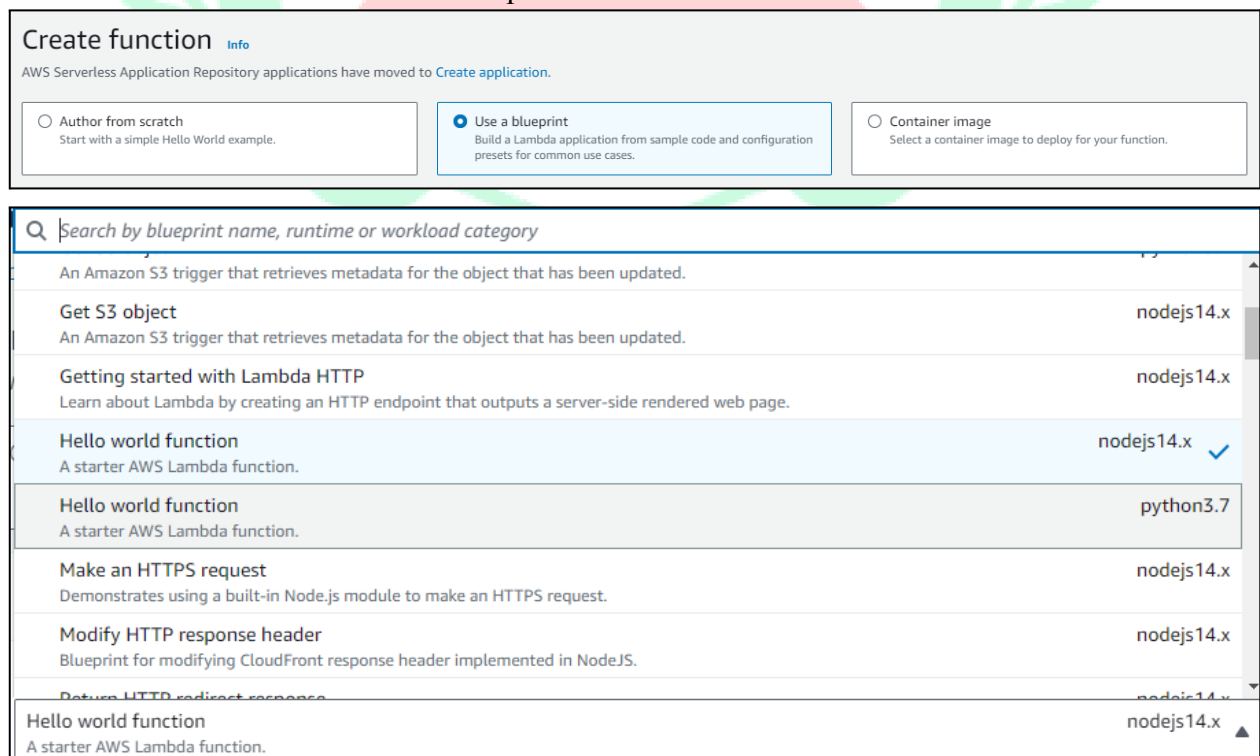 Create function Info
AWS Serverless Application Repository applications have moved to Create application.
Author from scratch
Start with a simple Hello World example.
Use a blueprint
Build a Lambda application from sample code and configuration
presets for common use cases.
Container image
Select a container image to deploy for your function.
Search by blueprint name, runtime or workload category
An Amazon S3 trigger that retrieves metadata for the object that has been updated.
Get S3 object nodejs14.x
An Amazon S3 trigger that retrieves metadata for the object that has been updated.
Getting started with Lambda HTTP nodejs14.x
Learn about Lambda by creating an HTTP endpoint that outputs a server-side rendered web page.
Hello world function nodejs14.x
A starter AWS Lambda function.
Hello world function python3.7
A starter AWS Lambda function.
Make an HTTPS request nodejs14.x
Demonstrates using a built-in Node.js module to make an HTTPS request.
Modify HTTP response header nodejs14.x
Blueprint for modifying CloudFront response header implemented in NodeJS.
Return HTTP redirect response nodejs14.x
Hello world function nodejs14.x
A starter AWS Lambda function.